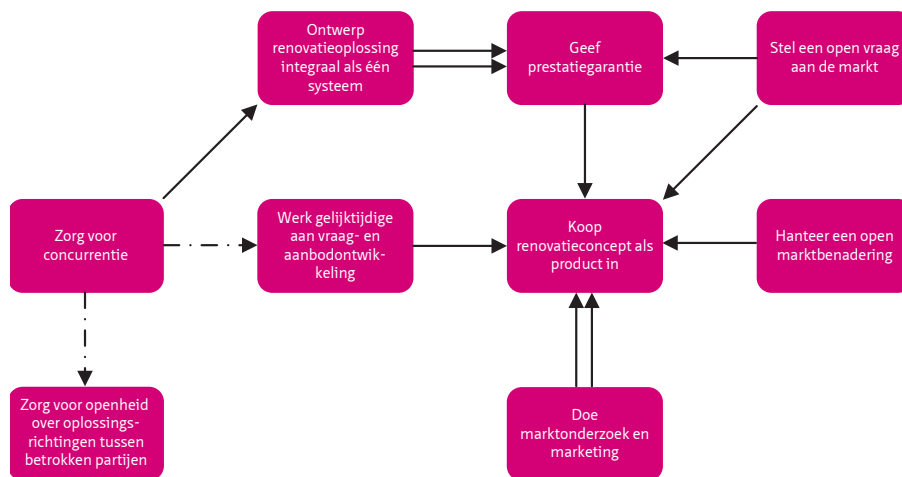 Ontwerp
renovatieoplossing
integraal als één
systeem
Geef
prestatiegarantie
Stel een open vraag
aan de markt
Zorg voor
concurrentie
Werk gelijktijdige
aan vraag- en
aanbodontwik-
keling
Koop
renovatieconcept als
product in
Hanteer een open
marktbenadering
Zorg voor openheid
over oplossings-
richtingen tussen
betrokken partijen
Doe
marktonderzoek en
marketing